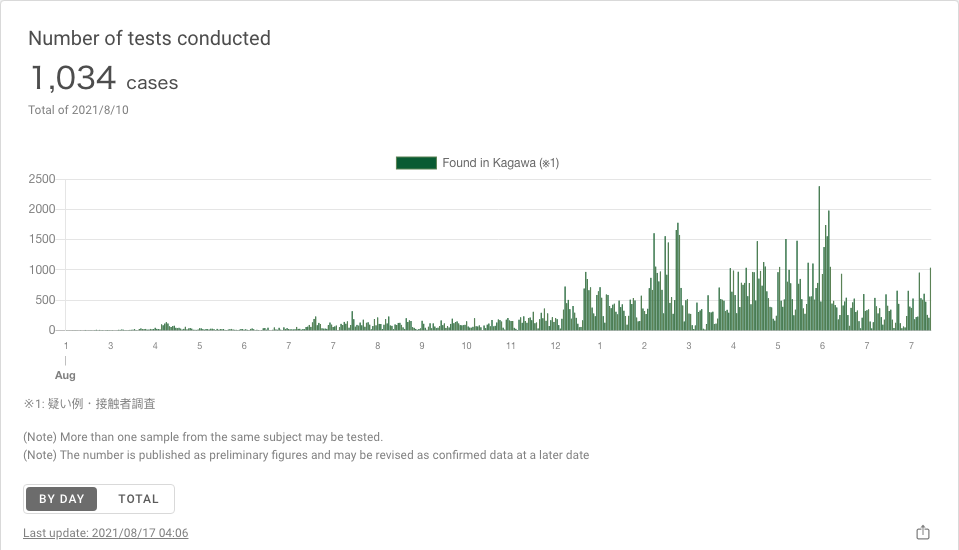 Number of tests conducted
1,034 cases
Total of 2021/8/10
Found in Kagawa (※1)
2500
2000
1500
1000
500
0
1 3 4 5 6 7 7 8 9 10 11 12 1 2 3 4 5 6 7 7
Aug
※1: 疑い例・接触者調査
(Note) More than one sample from the same subject may be tested.
(Note) The number is published as preliminary figures and may be revised as confirmed data at a later date
BY DAY TOTAL
Last update: 2021/08/17 04:06